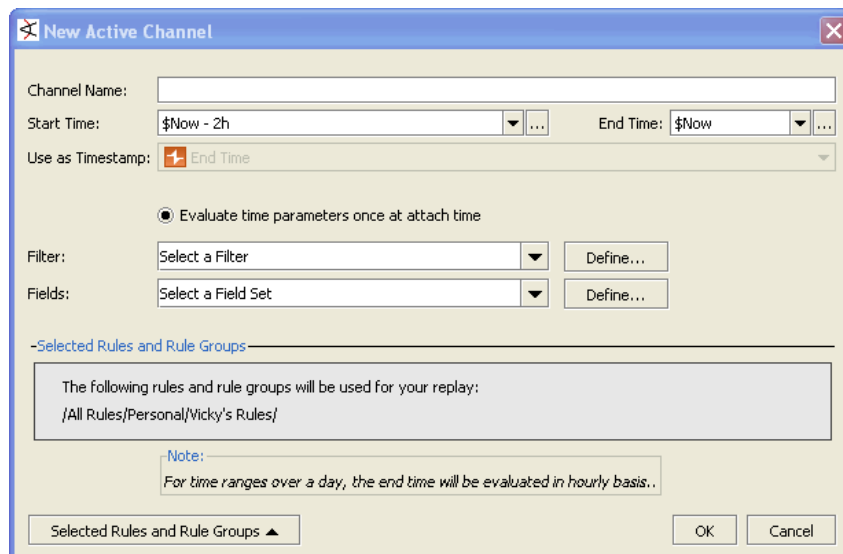 New Active Channel
Channel Name:
Start Time: $Now - 2h ... End Time: $Now ...
Use as Timestamp: End Time
Evaluate time parameters once at attach time
Filter: Select a Filter Define...
Fields: Select a Field Set Define...
Selected Rules and Rule Groups
The following rules and rule groups will be used for your replay:
/All Rules/Personal/Vicky's Rules/
Note:
For time ranges over a day, the end time will be evaluated in hourly basis..
Selected Rules and Rule Groups OK Cancel